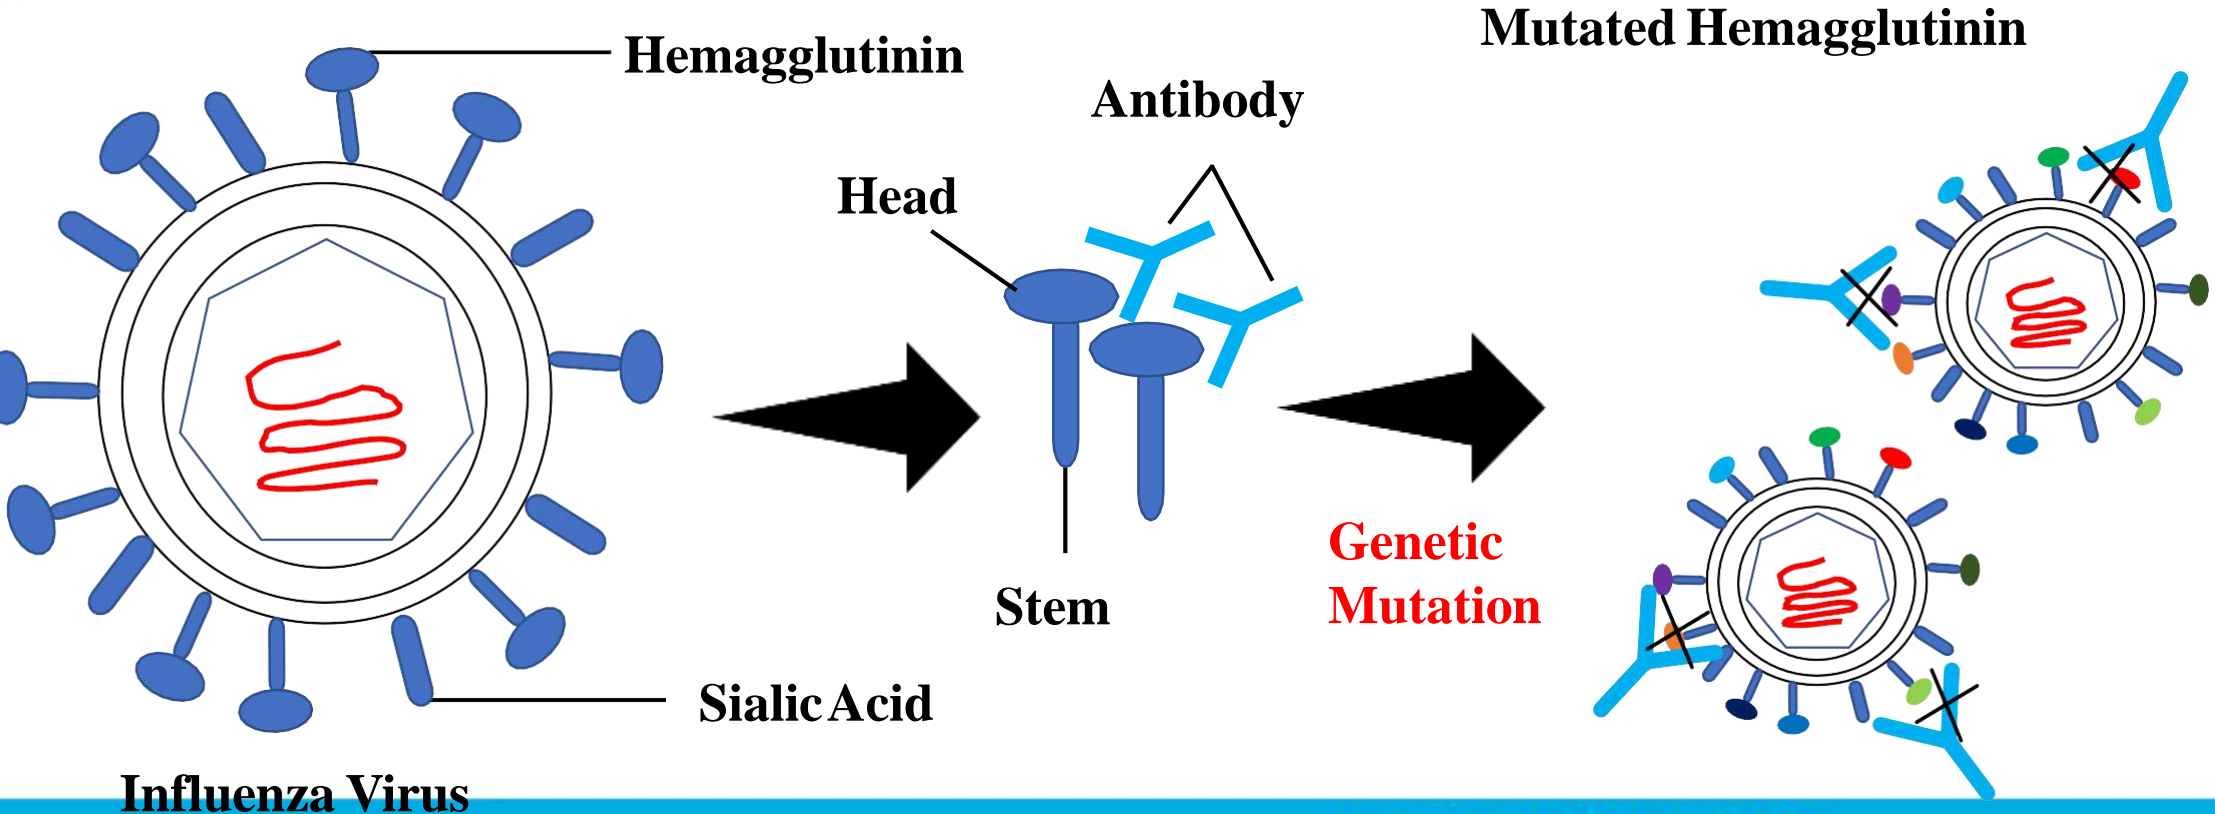 Hemagglutinin
Mutated Hemagglutinin
Antibody
Head
Genetic
Mutation
Stem
Sialic Acid
Influenza Virus